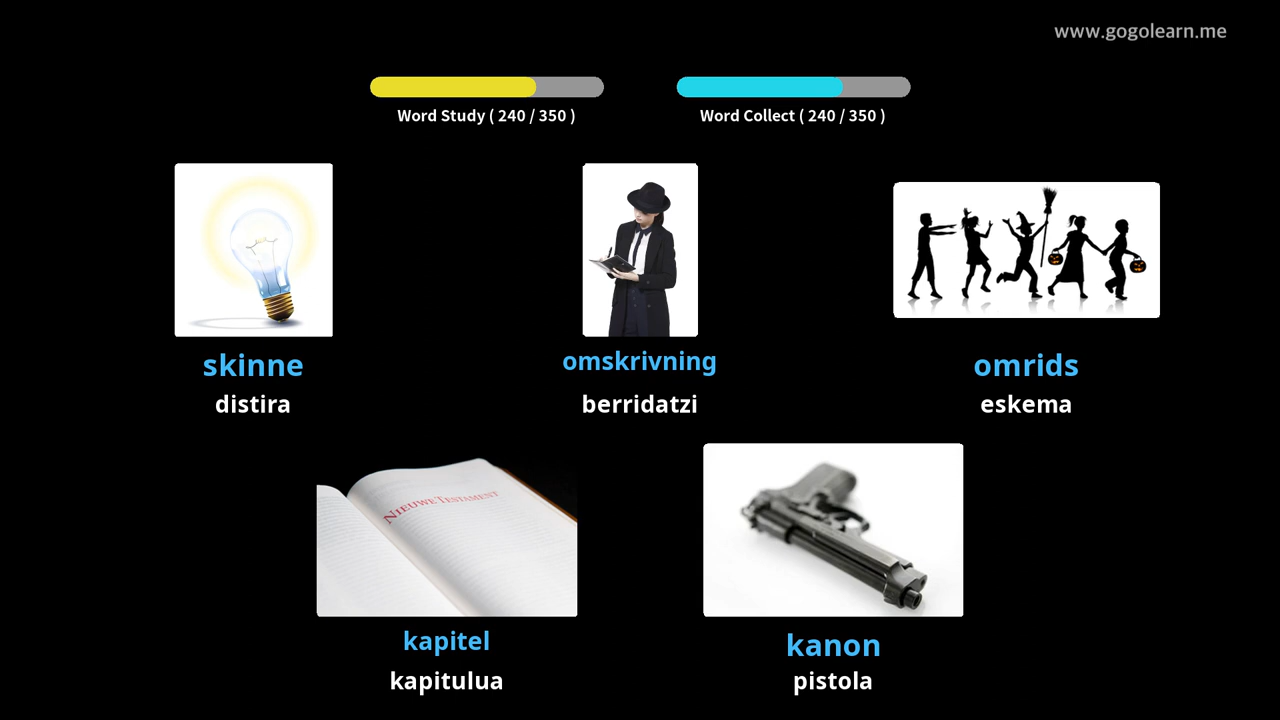 www.gogolearn.me
Word Study ( 240 / 350 )
Word Collect ( 240 / 350 )
skinne
distira
omskrivning
berridatzi
omrids
eskema
NIEUWE TESTAMENT
kapitel
kapitulua
kanon
pistola